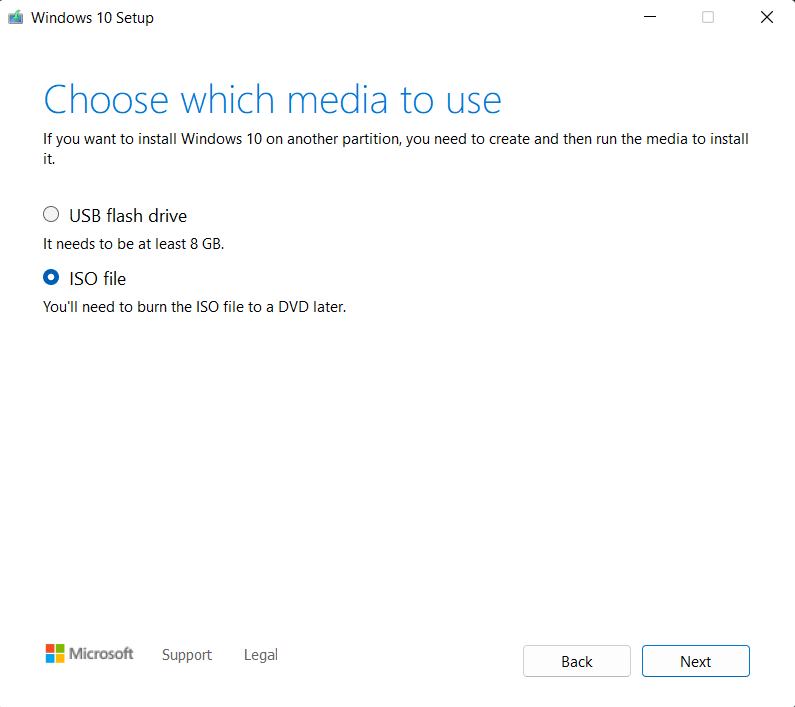 Windows 10 Setup
Choose which media to use
If you want to install Windows 10 on another partition, you need to create and then run the media to install
it.
USB flash drive
It needs to be at least 8 GB.
ISO file
You'll need to burn the ISO file to a DVD later.
Microsoft Support Legal Back Next